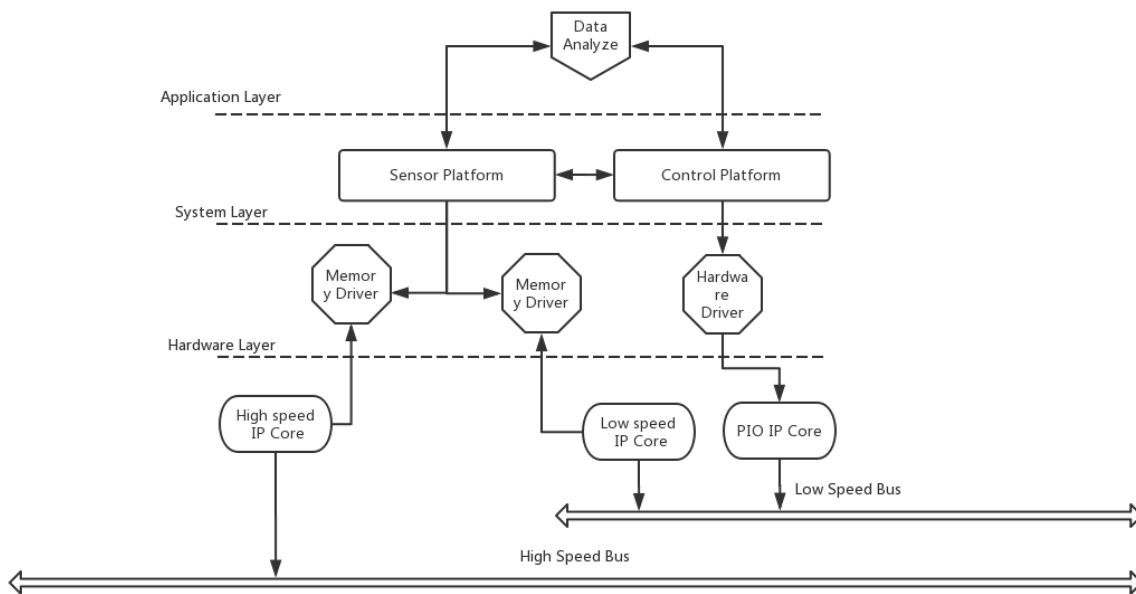 Data
Analyze
Application Layer
Sensor Platform
Control Platform
System Layer
Memor
y Driver
Memor
y Driver
Hardwa
re
Driver
Hardware Layer
High speed
IP Core
Low speed
IP Core
PIO IP Core
Low Speed Bus
High Speed Bus